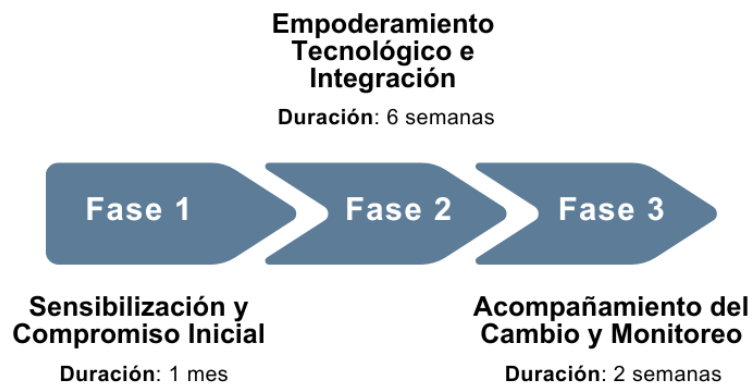 Empoderamiento
Tecnológico e
Integración
Duración: 6 semanas
Fase 1
Fase 2
Fase 3
Sensibilización y
Compromiso Inicial
Duración: 1 mes
Acompañamiento del
Cambio y Monitoreo
Duración: 2 semanas